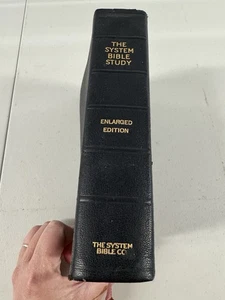 THE
SYSTEM
BIBLE
STUDY
ENLARGED
EDITION
THE SYSTEM
BIBLE CO